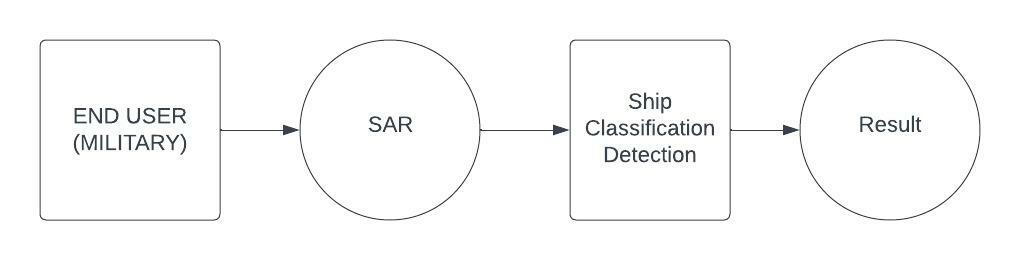 END USER
(MILITARY)
SAR
Ship
Classification
Detection
Result